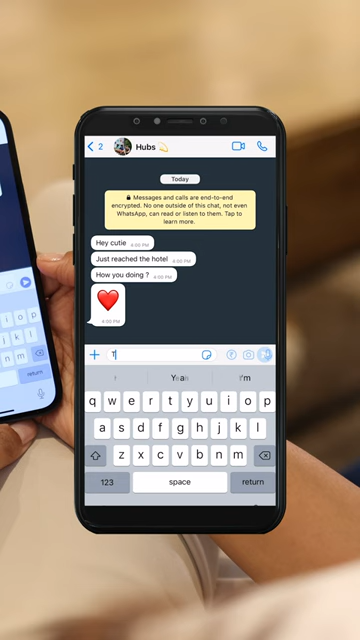 2
Hubs 💫
Today
🔒 Messages and calls are end-to-end
encrypted. No one outside of this chat, not even
WhatsApp, can read or listen to them. Tap to
learn more.
Hey cutie 4:00 PM
Just reached the hotel 4:00 PM
How you doing ? 4:00 PM
❤️
4:00 PM
q w e r t y u i o p
a s d f g h j k l
z x c v b n m
123 space return
i o p
j k l
n m
return